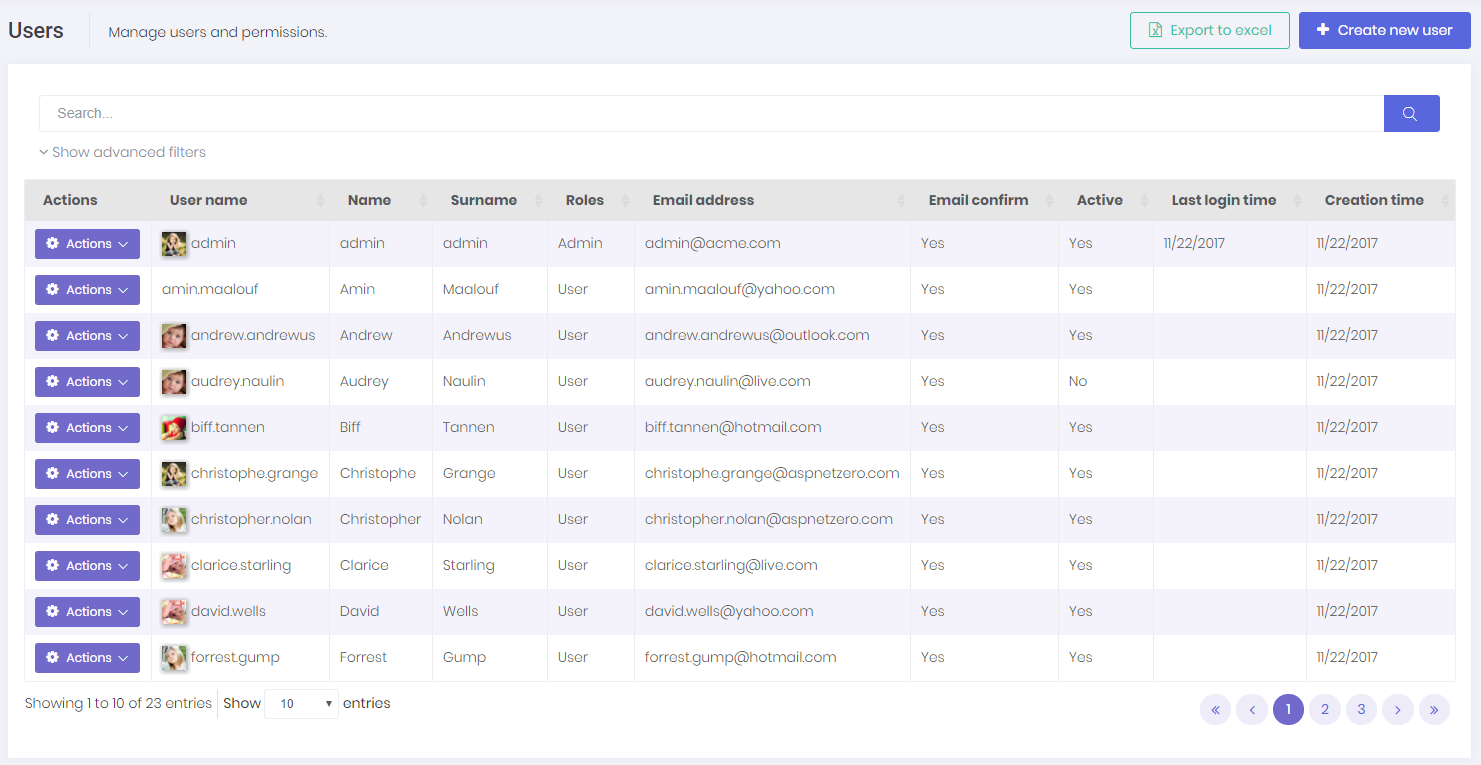 Users Manage users and permissions. Export to excel Create new user
Search...
Show advanced filters
Actions User name Name Surname Roles Email address Email confirm Active Last login time Creation time
Actions admin admin admin Admin admin@acme.com Yes Yes 11/22/2017 11/22/2017
Actions amin.maalouf Amin Maalouf User amin.maalouf@yahoo.com Yes Yes 11/22/2017
Actions andrew.andrewus Andrew Andrewus User andrew.andrewus@outlook.com Yes Yes 11/22/2017
Actions audrey.naulin Audrey Naulin User audrey.naulin@live.com Yes No 11/22/2017
Actions biff.tannen Biff Tannen User biff.tannen@hotmail.com Yes Yes 11/22/2017
Actions christophe.grange Christophe Grange User christophe.grange@aspnetzero.com Yes Yes 11/22/2017
Actions christopher.nolan Christopher Nolan User christopher.nolan@aspnetzero.com Yes Yes 11/22/2017
Actions clarice.starling Clarice Starling User clarice.starling@live.com Yes Yes 11/22/2017
Actions david.wells David Wells User david.wells@yahoo.com Yes Yes 11/22/2017
Actions forrest.gump Forrest Gump User forrest.gump@hotmail.com Yes Yes 11/22/2017
Showing 1 to 10 of 23 entries Show 10 entries « ‹ 1 2 3 › »